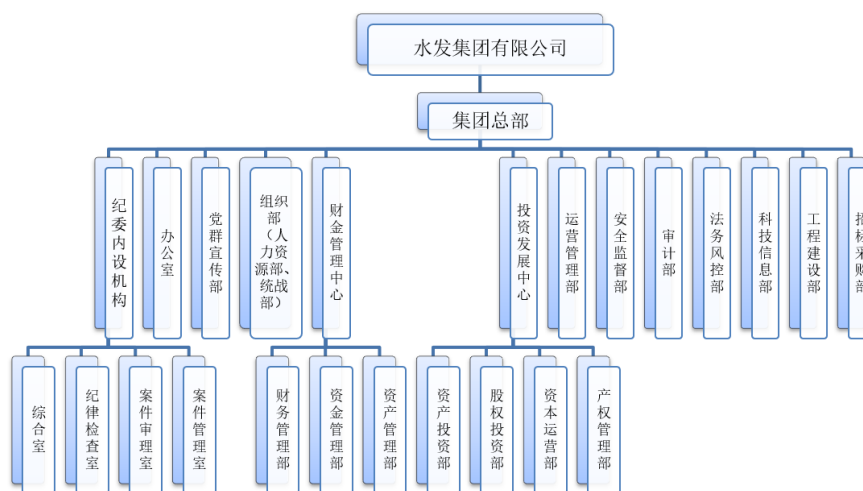 水发集团有限公司
集团总部
纪委内设机构
办公室
党群宣传部
组织部（人力资源部、统战部）
财金管理中心
投资发展中心
运营管理部
安全监督部
审计部
法务风控部
科技信息部
工程建设部
招标采购部
综合室
纪律检查室
案件审理室
案件管理室
财务管理部
资金管理部
资产管理部
资产投资部
股权投资部
资本运营部
产权管理部